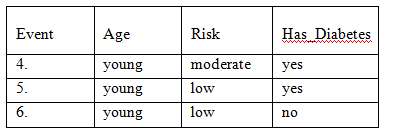 Event Age Risk Has_Diabetes
4. young moderate yes
5. young low yes
6. young low no